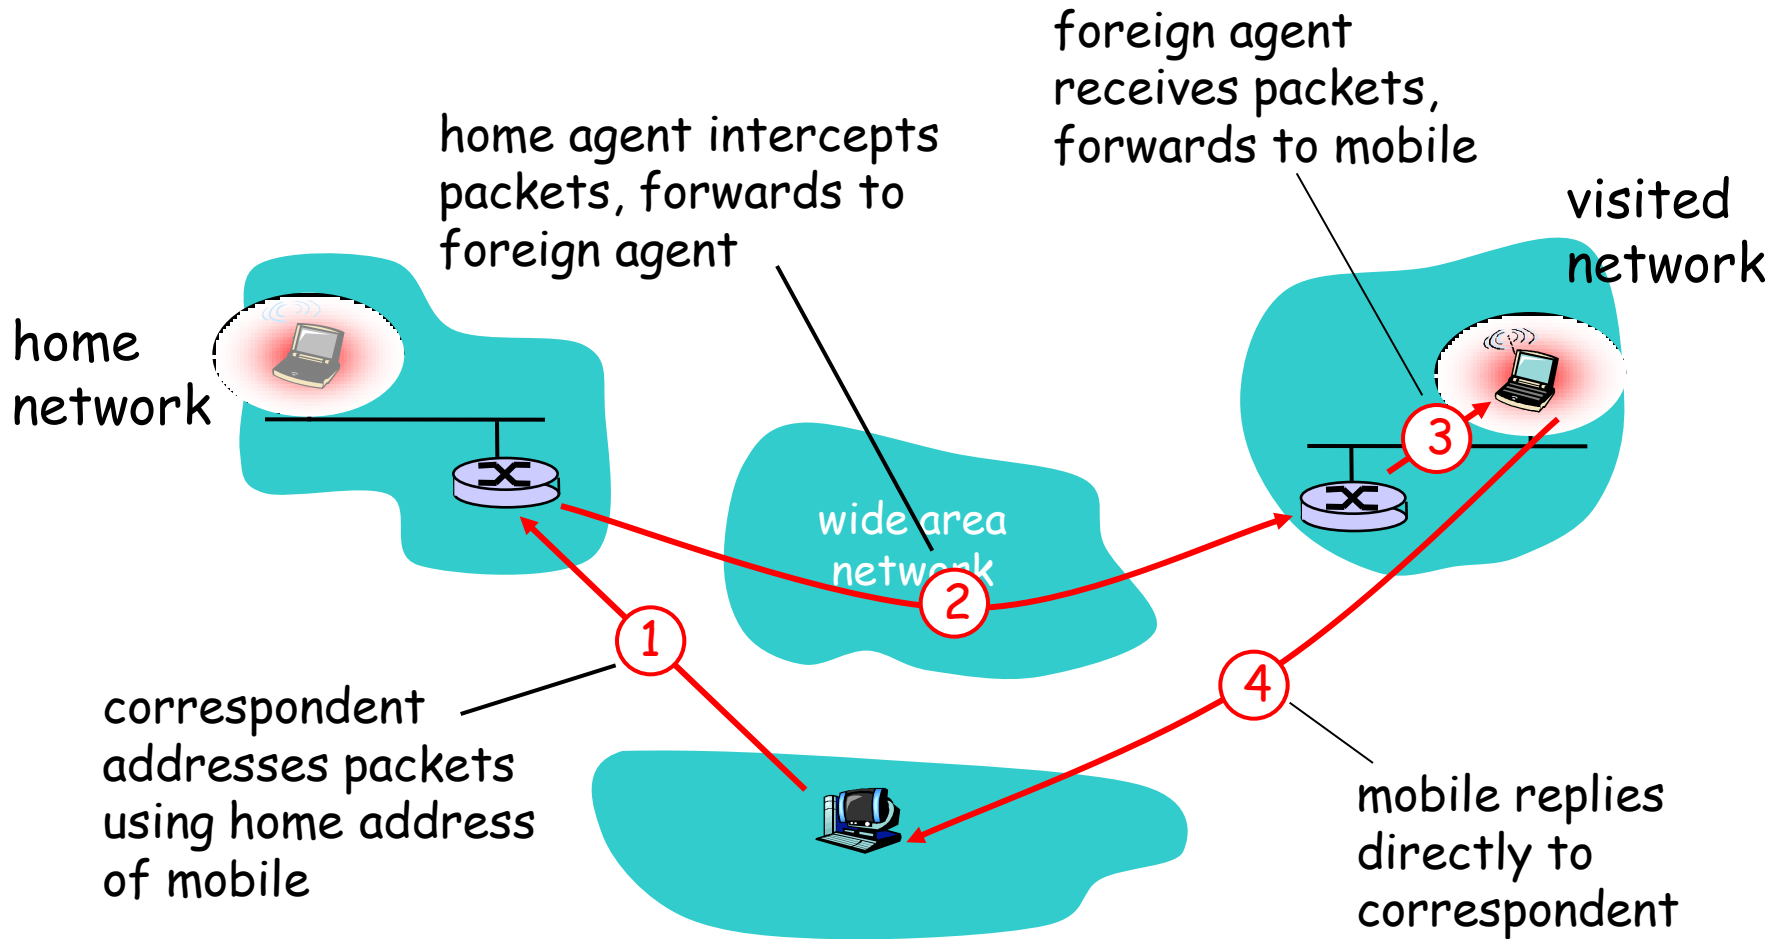 foreign agent
receives packets,
forwards to mobile
home agent intercepts
packets, forwards to
foreign agent
visited
network
home
network
3
wide area
network
2
1
4
correspondent
addresses packets
using home address
of mobile
mobile replies
directly to
correspondent